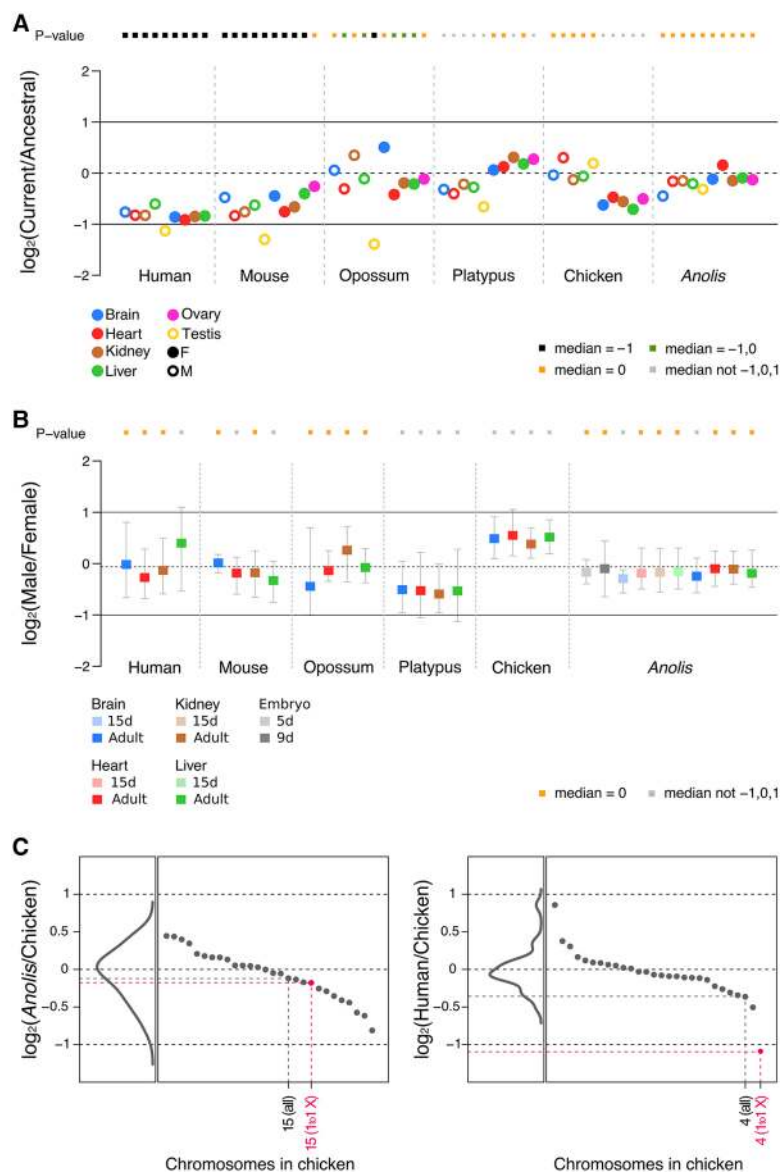 A
P-value
log2(Current/Ancestral)
2
1
0
−1
−2
Human Mouse Opossum Platypus Chicken Anolis
Brain Ovary
Heart Testis
Kidney F
Liver M
median = −1 median = −1,0
median = 0 median not −1,0,1
B
P-value
log2(Male/Female)
2
1
0
−1
−2
Human Mouse Opossum Platypus Chicken Anolis
Brain Kidney Embryo
15d 15d 5d
Adult Adult 9d
Heart Liver
15d 15d
Adult Adult
median = 0 median not −1,0,1
C
log2(Anolis/Chicken)
1
0
−0.5
−1
15 (all)
15 (1to1 X)
Chromosomes in chicken
log2(Human/Chicken)
1
0
−0.5
−1
4 (all)
4 (1to1 X)
Chromosomes in chicken